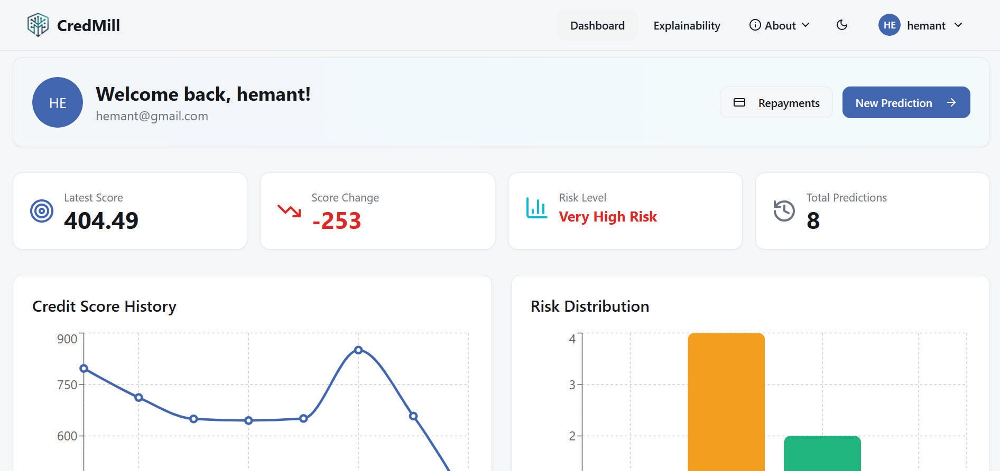 CredMill
Dashboard
Explainability
About
HE
hemant
HE
Welcome back, hemant!
hemant@gmail.com
Repayments
New Prediction
Latest Score
404.49
Score Change
-253
Risk Level
Very High Risk
Total Predictions
8
Credit Score History
900
750
600
Risk Distribution
4
3
2